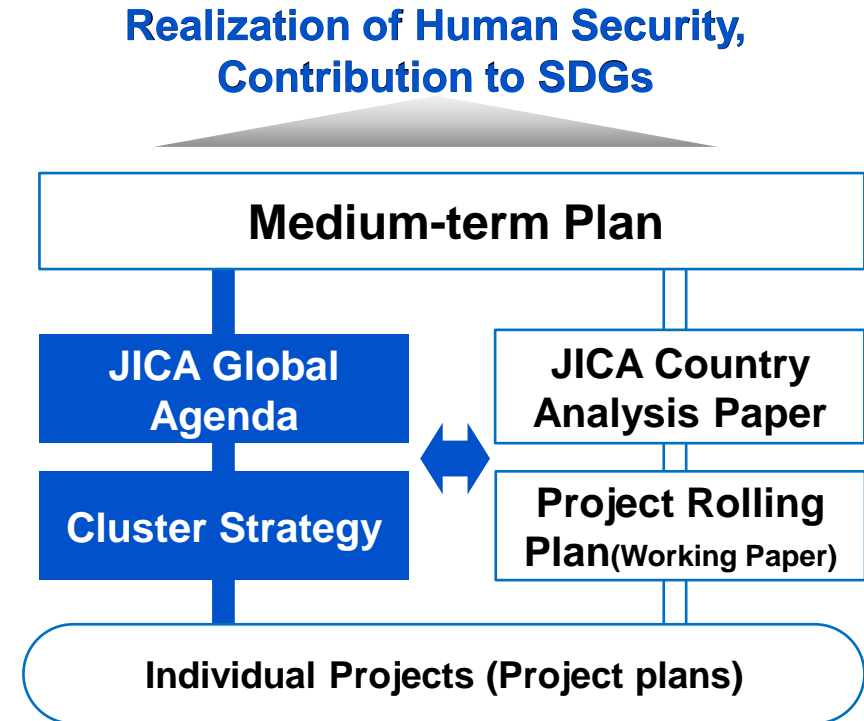 Realization of Human Security,
Contribution to SDGs
Medium-term Plan
JICA Global
Agenda
JICA Country
Analysis Paper
Cluster Strategy
Project Rolling
Plan(Working Paper)
Individual Projects (Project plans)